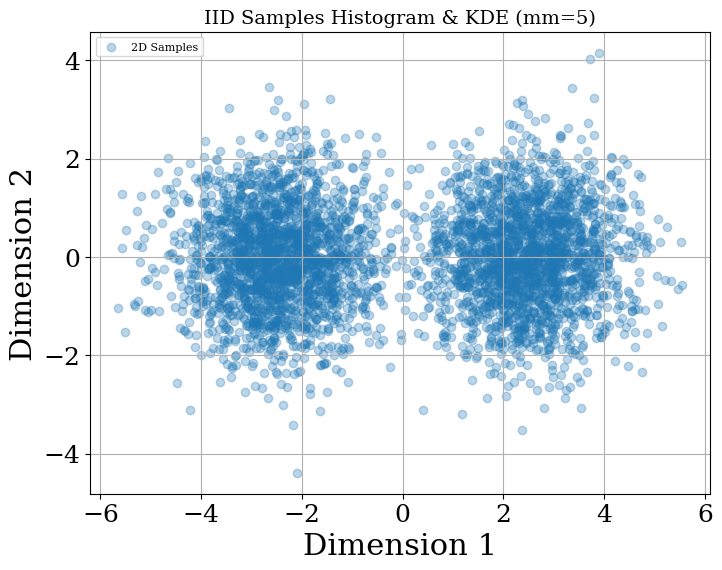 IID Samples Histogram & KDE (mm=5)
2D Samples
4
2
0
−2
−4
Dimension 2
−6 −4 −2 0 2 4 6
Dimension 1